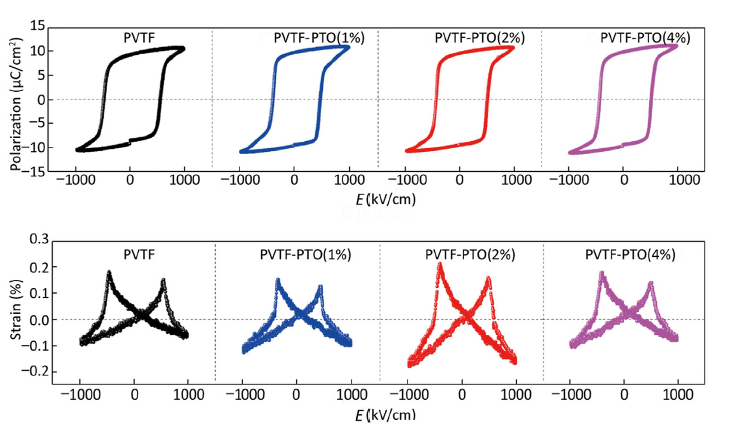 15
PVTF PVTF-PTO(1%) PVTF-PTO(2%) PVTF-PTO(4%)
10
5
0
−5
−10
−15
Polarization (μC/cm²)
−1000 0 1000 −1000 0 1000 −1000 0 1000 −1000 0 1000
E (kV/cm)
0.3
PVTF PVTF-PTO(1%) PVTF-PTO(2%) PVTF-PTO(4%)
0.2
0.1
0.0
−0.1
−0.2
Strain (%)
−1000 0 1000 −1000 0 1000 −1000 0 1000 −1000 0 1000
E (kV/cm)